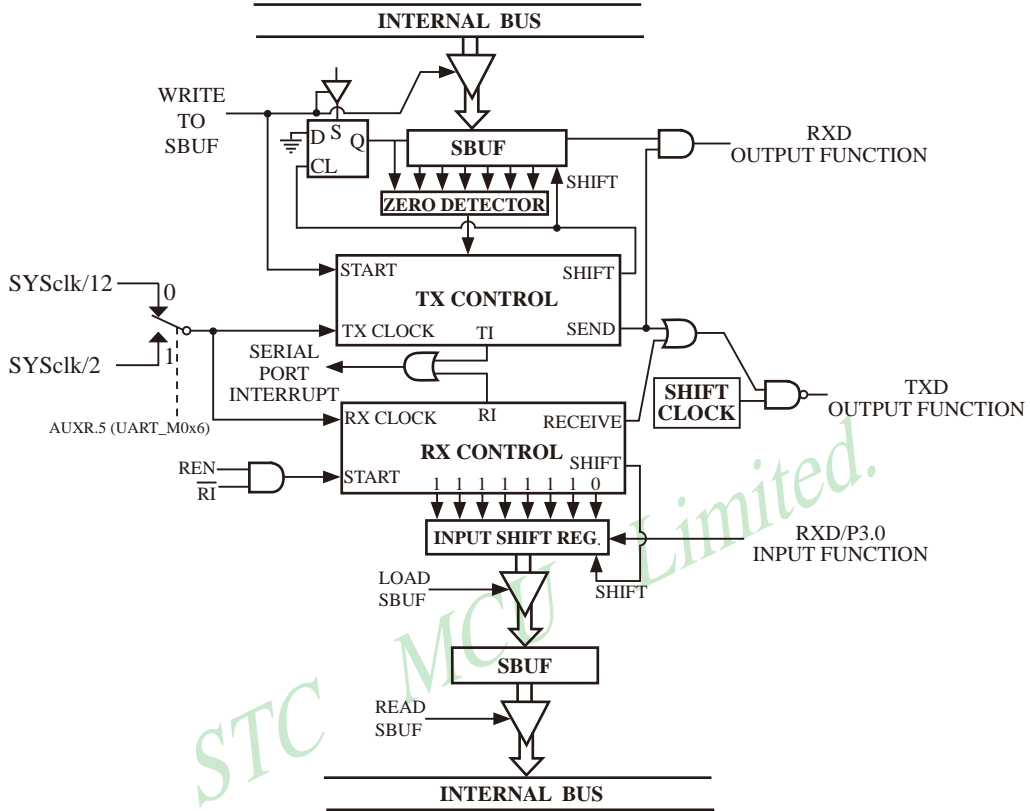 INTERNAL BUS
WRITE
TO
SBUF
S
D
Q
CL
SBUF
SHIFT
ZERO DETECTOR
RXD
OUTPUT FUNCTION
START
SHIFT
TX CONTROL
TX CLOCK
TI
SEND
SYSclk/12
0
SYSclk/2
1
AUXR.5 (UART_M0x6)
SERIAL
PORT
INTERRUPT
SHIFT
CLOCK
TXD
OUTPUT FUNCTION
RX CLOCK
RI
RECEIVE
RX CONTROL
SHIFT
REN
RI
START
1 1 1 1 1 1 1 0
INPUT SHIFT REG.
RXD/P3.0
INPUT FUNCTION
LOAD
SBUF
SHIFT
SBUF
READ
SBUF
INTERNAL BUS
STC MCU Limited.